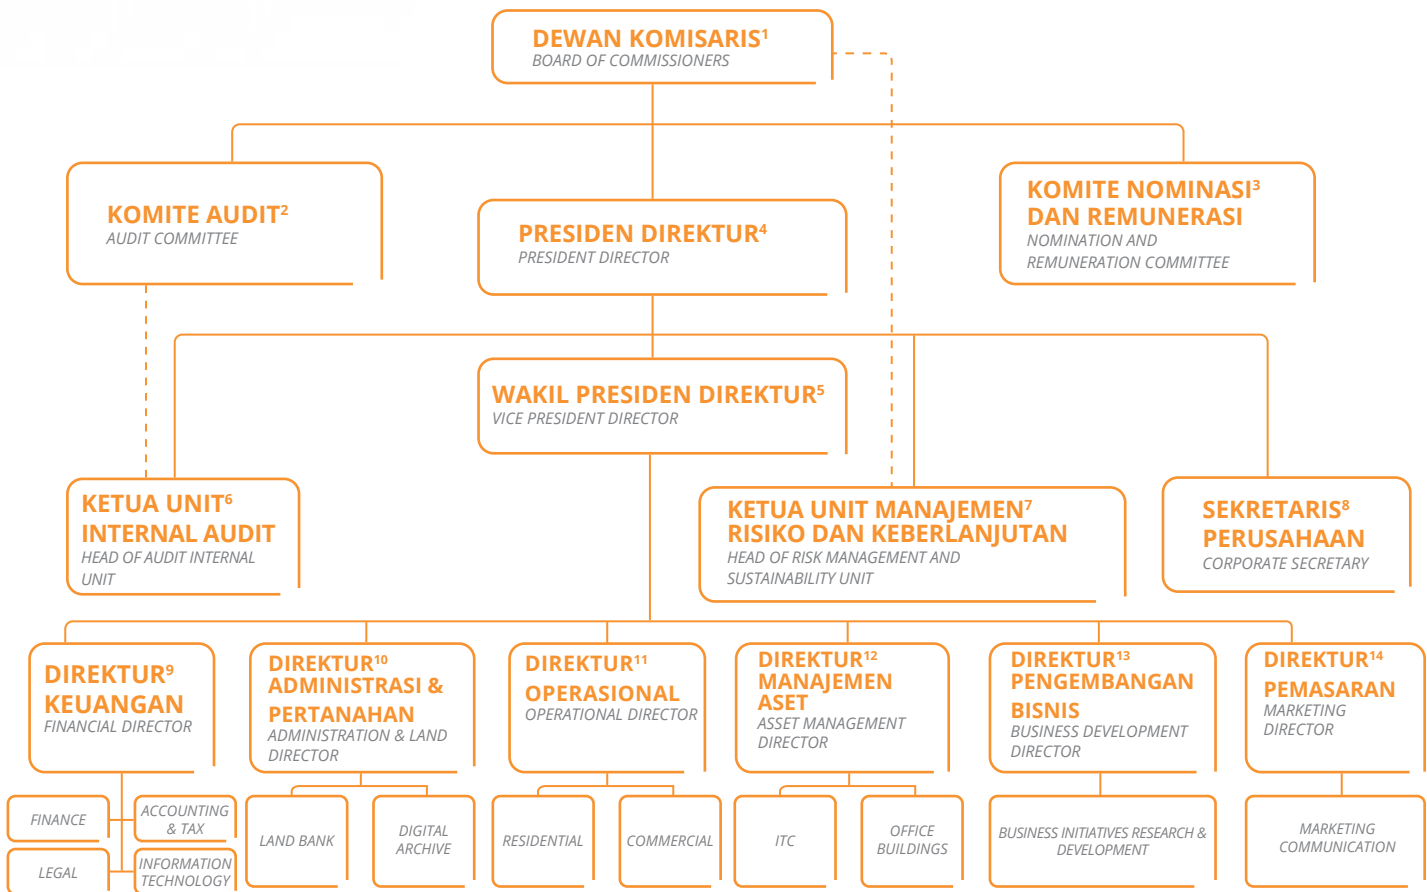 DEWAN KOMISARIS¹
BOARD OF COMMISSIONERS
KOMITE AUDIT²
AUDIT COMMITTEE
PRESIDEN DIREKTUR⁴
PRESIDENT DIRECTOR
KOMITE NOMINASI³
DAN REMUNERASI
NOMINATION AND
REMUNERATION COMMITTEE
WAKIL PRESIDEN DIREKTUR⁵
VICE PRESIDENT DIRECTOR
KETUA UNIT⁶
INTERNAL AUDIT
HEAD OF AUDIT INTERNAL
UNIT
KETUA UNIT MANAJEMEN⁷
RISIKO DAN KEBERLANJUTAN
HEAD OF RISK MANAGEMENT AND
SUSTAINABILITY UNIT
SEKRETARIS⁸
PERUSAHAAN
CORPORATE SECRETARY
DIREKTUR⁹
KEUANGAN
FINANCIAL DIRECTOR
DIREKTUR¹⁰
ADMINISTRASI &
PERTANAHAN
ADMINISTRATION & LAND
DIRECTOR
DIREKTUR¹¹
OPERASIONAL
OPERATIONAL DIRECTOR
DIREKTUR¹²
MANAJEMEN
ASET
ASSET MANAGEMENT
DIRECTOR
DIREKTUR¹³
PENGEMBANGAN
BISNIS
BUSINESS DEVELOPMENT
DIRECTOR
DIREKTUR¹⁴
PEMASARAN
MARKETING
DIRECTOR
FINANCE
ACCOUNTING
& TAX
LEGAL
INFORMATION
TECHNOLOGY
LAND BANK
DIGITAL
ARCHIVE
RESIDENTIAL
COMMERCIAL
ITC
OFFICE
BUILDINGS
BUSINESS INITIATIVES RESEARCH &
DEVELOPMENT
MARKETING
COMMUNICATION